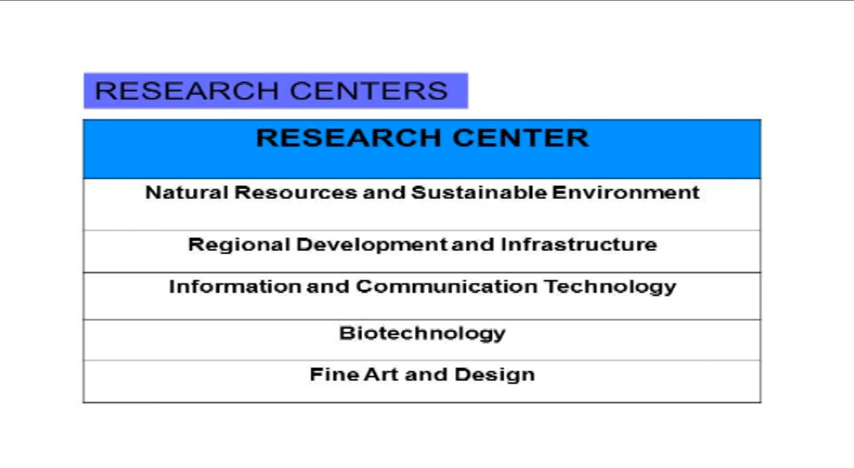 RESEARCH CENTERS
RESEARCH CENTER
Natural Resources and Sustainable Environment
Regional Development and Infrastructure
Information and Communication Technology
Biotechnology
Fine Art and Design